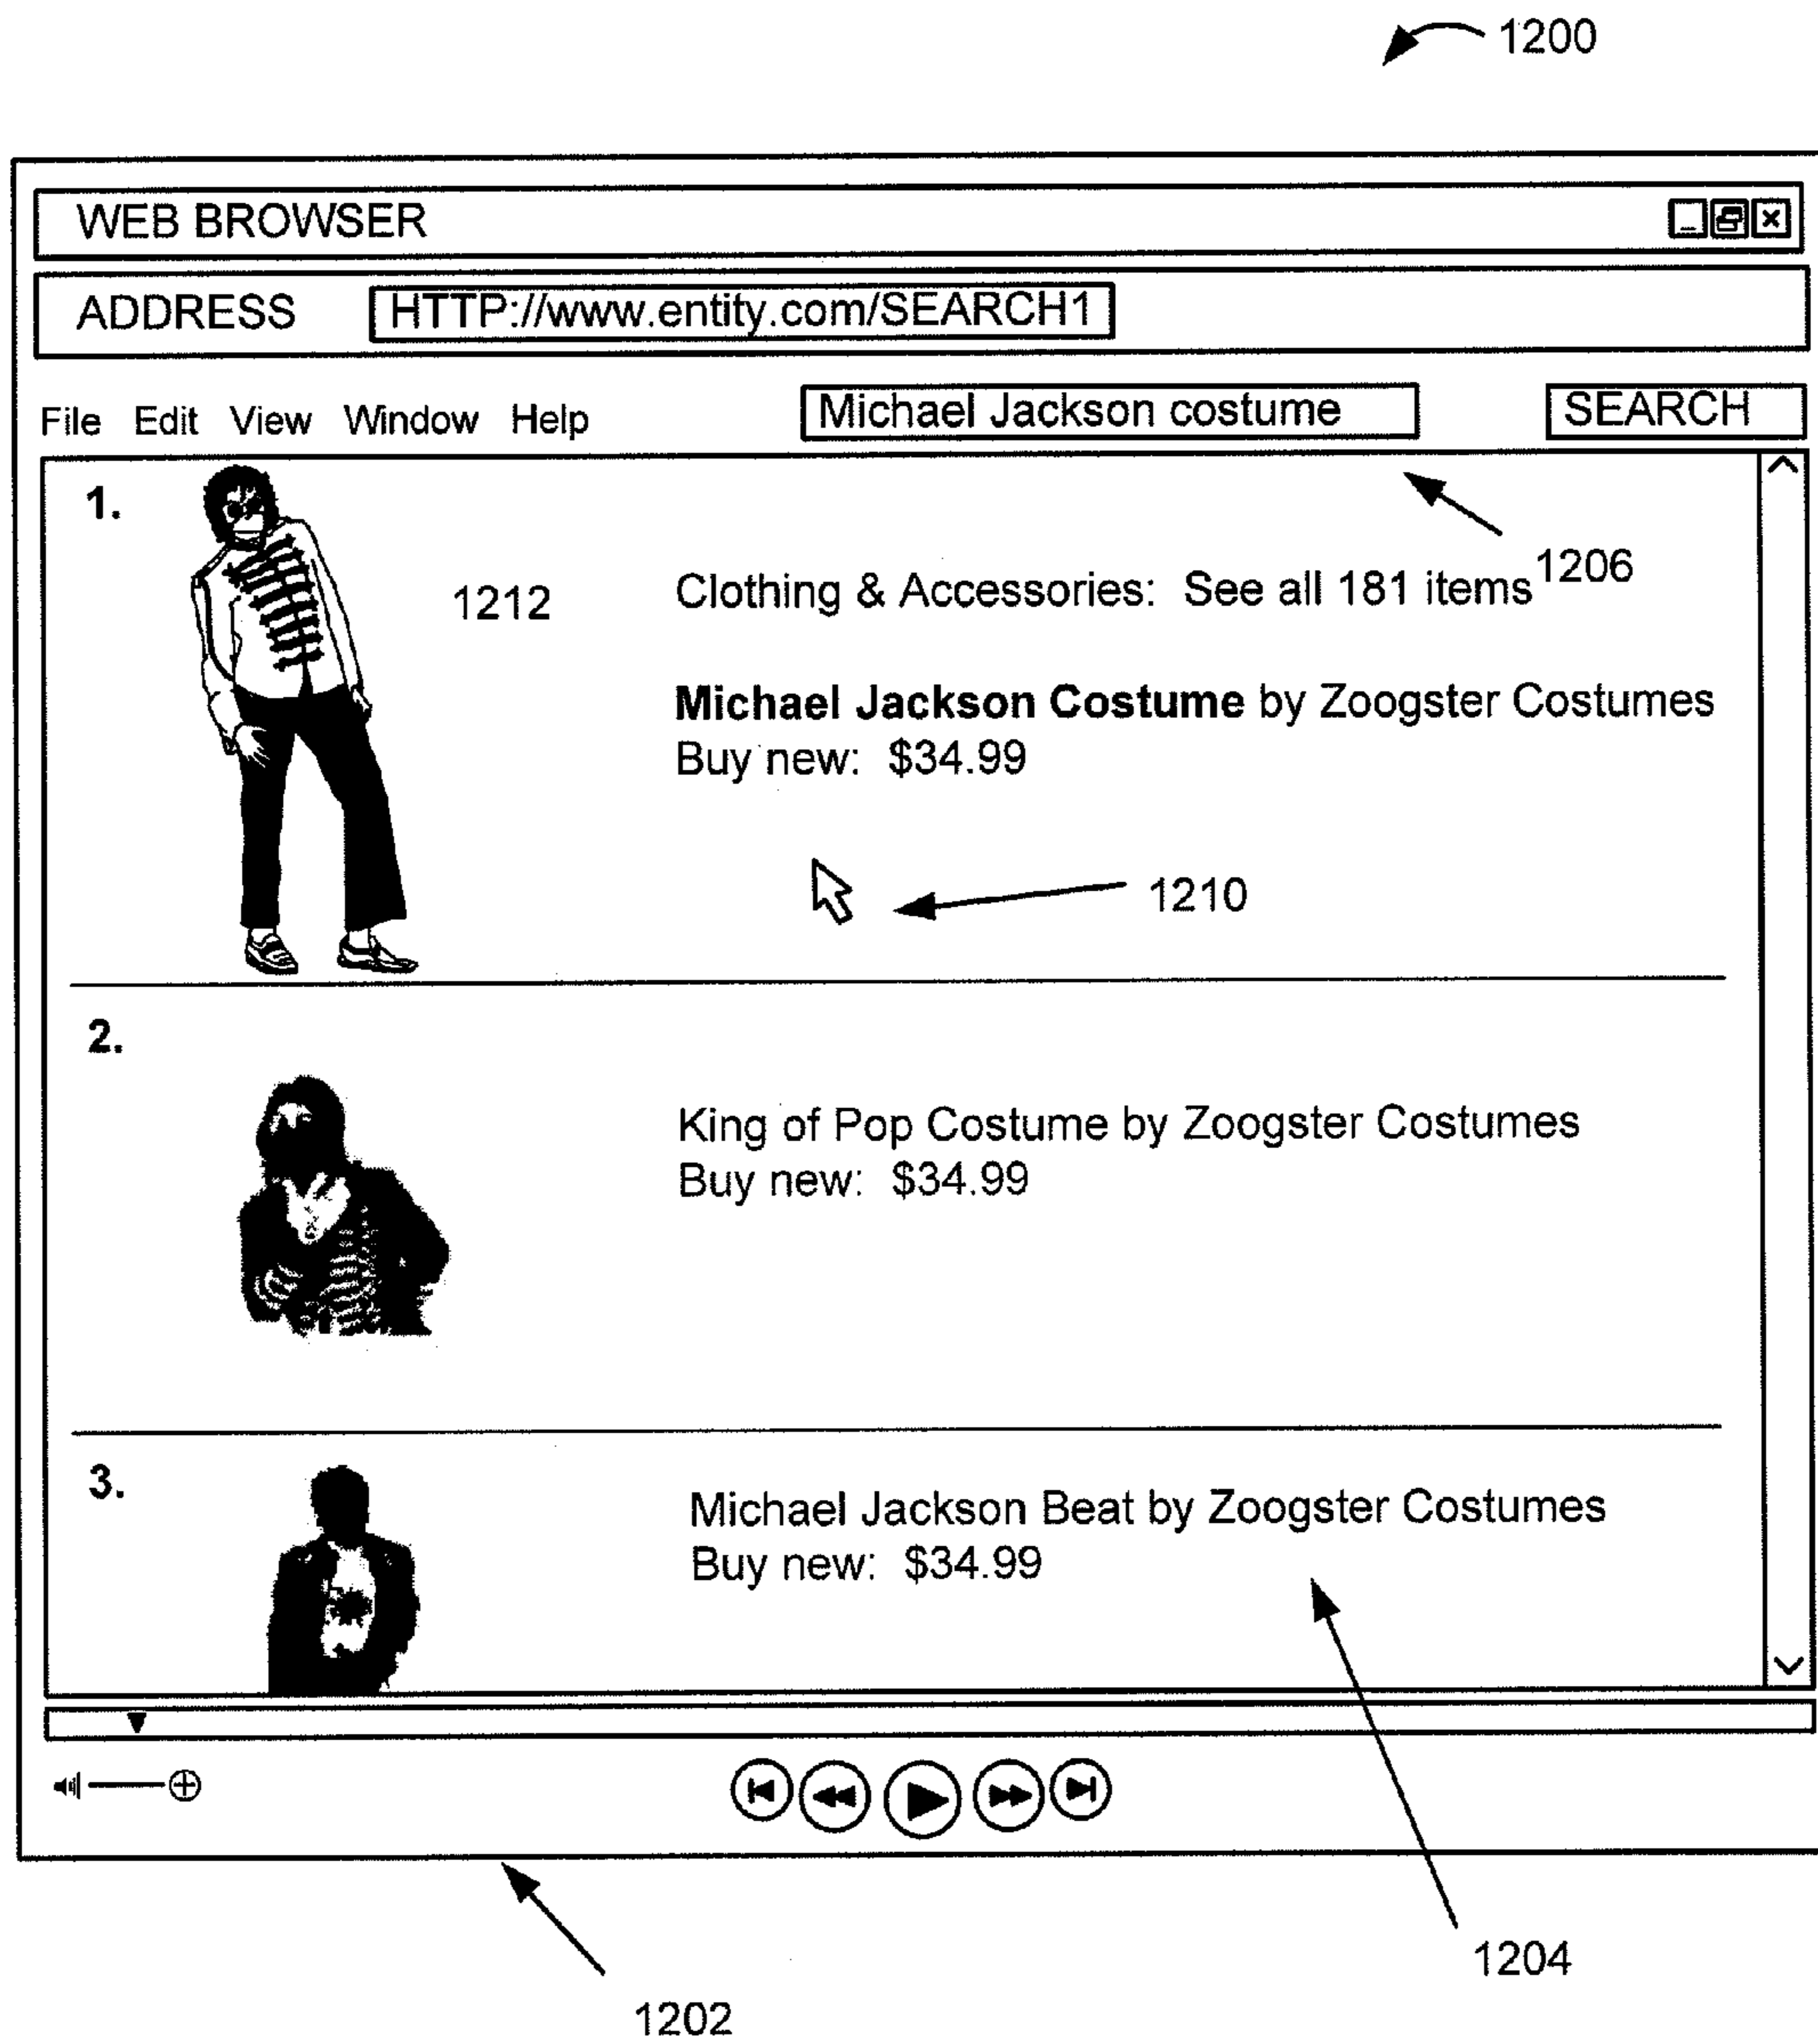 1200
WEB BROWSER
ADDRESS HTTP://www.entity.com/SEARCH1
File Edit View Window Help Michael Jackson costume SEARCH
1.
1206
1212 Clothing & Accessories: See all 181 items
Michael Jackson Costume by Zoogster Costumes
Buy new: $34.99
1210
2.
King of Pop Costume by Zoogster Costumes
Buy new: $34.99
3.
Michael Jackson Beat by Zoogster Costumes
Buy new: $34.99
1204
1202